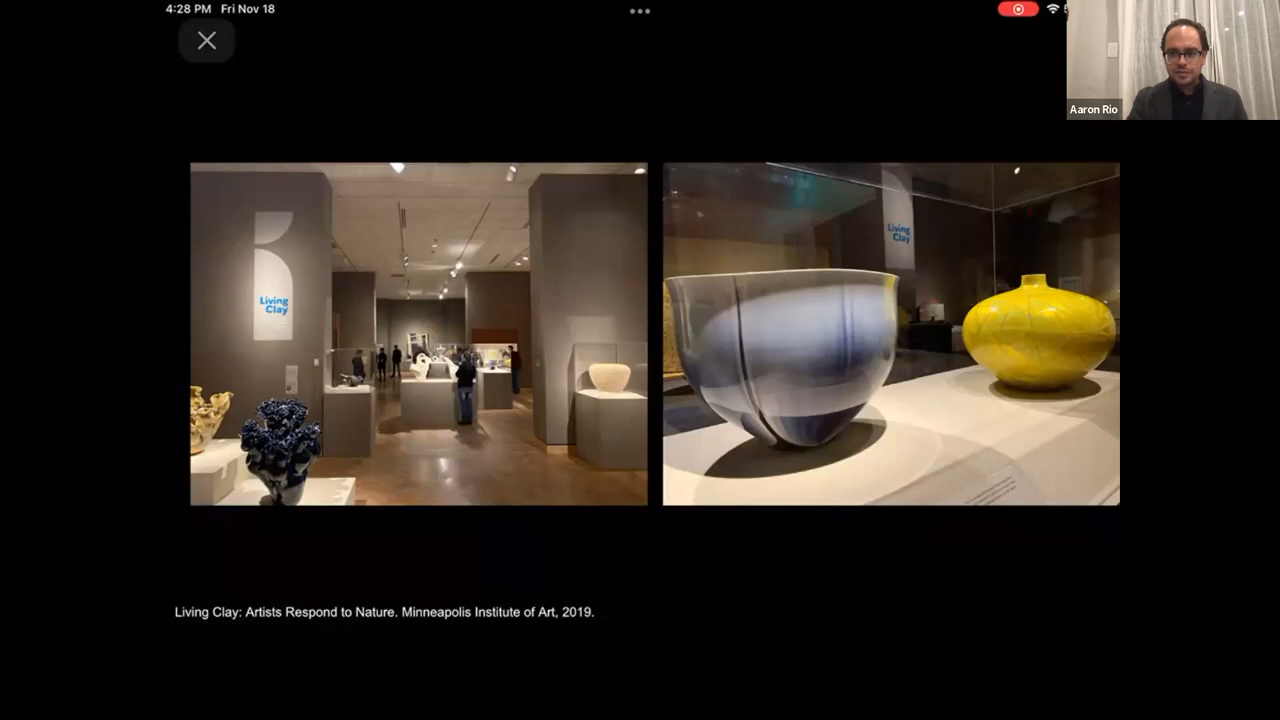 4:28 PM Fri Nov 18
Aaron Rio
Living
Clay
Living
Clay
Living Clay: Artists Respond to Nature. Minneapolis Institute of Art, 2019.